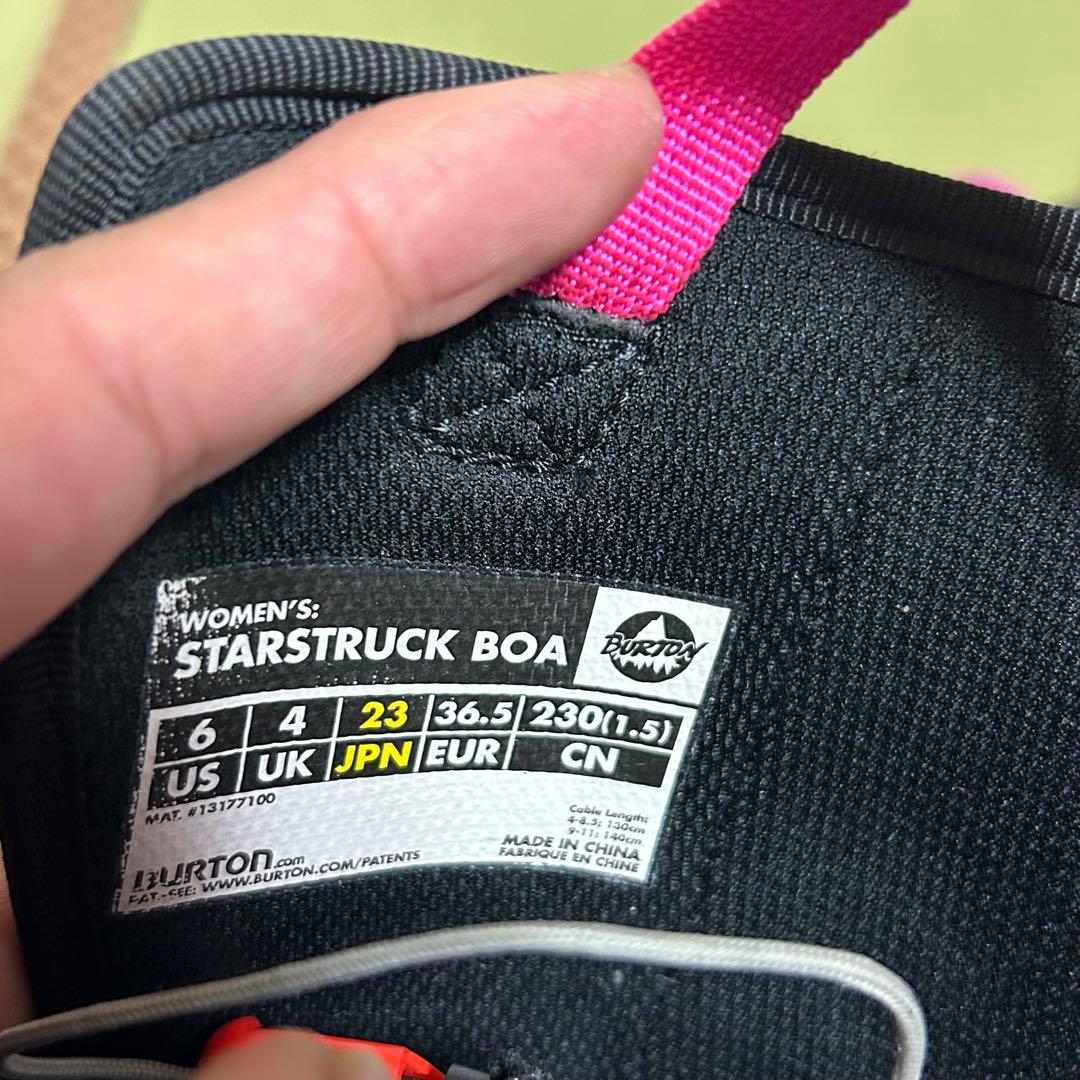 WOMEN'S:
STARSTRUCK BOA
BURTON
6 4 23 36.5 230(1.5)
US UK JPN EUR CN
MAT. #13177100
Cable Length:
4-8.5: 130cm
9-11: 140cm
MADE IN CHINA
FABRIQUE EN CHINE
BURTON.com
PAT.-SEE: WWW.BURTON.COM/PATENTS